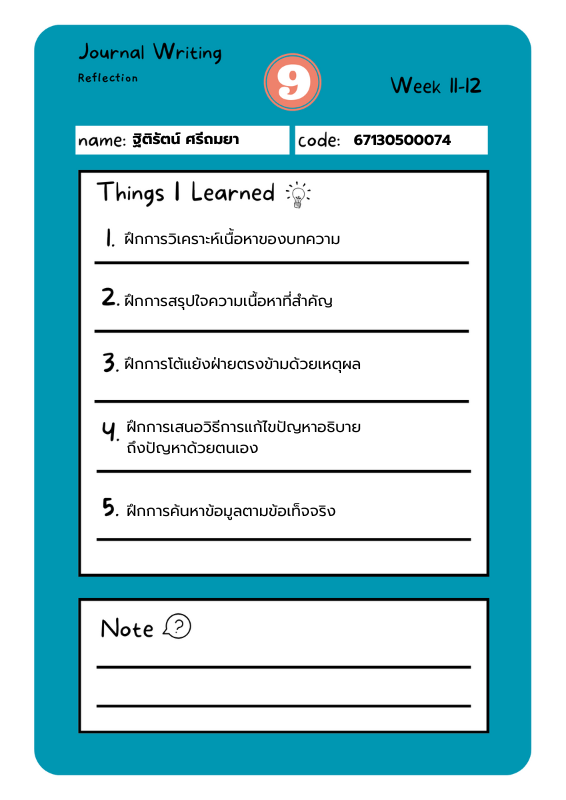 Journal Writing
Reflection
9
Week 11-12
name: ฐิติรัตน์ ศรีถมยา
code: 67130500074
Things I Learned
1. ฝึกการวิเคราะห์เนื้อหาของบทความ
2. ฝึกการสรุปใจความเนื้อหาที่สำคัญ
3. ฝึกการโต้แย้งฝ่ายตรงข้ามด้วยเหตุผล
4. ฝึกการเสนอวิธีการแก้ไขปัญหาอธิบาย
ถึงปัญหาด้วยตนเอง
5. ฝึกการค้นหาข้อมูลตามข้อเท็จจริง
Note ?